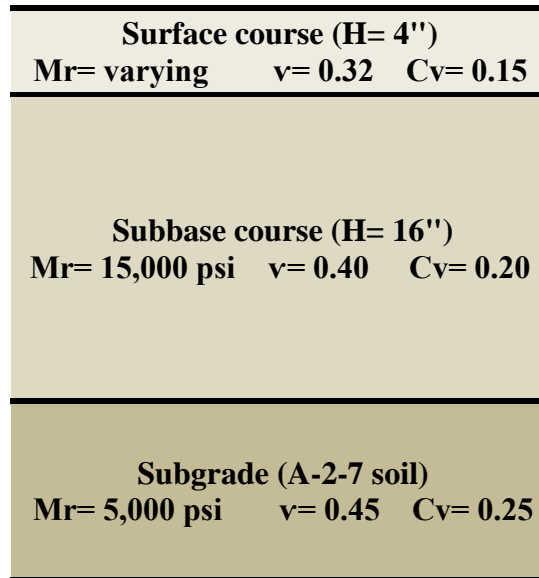 Surface course (H= 4")
Mr= varying v= 0.32 Cv= 0.15
Subbase course (H= 16")
Mr= 15,000 psi v= 0.40 Cv= 0.20
Subgrade (A-2-7 soil)
Mr= 5,000 psi v= 0.45 Cv= 0.25